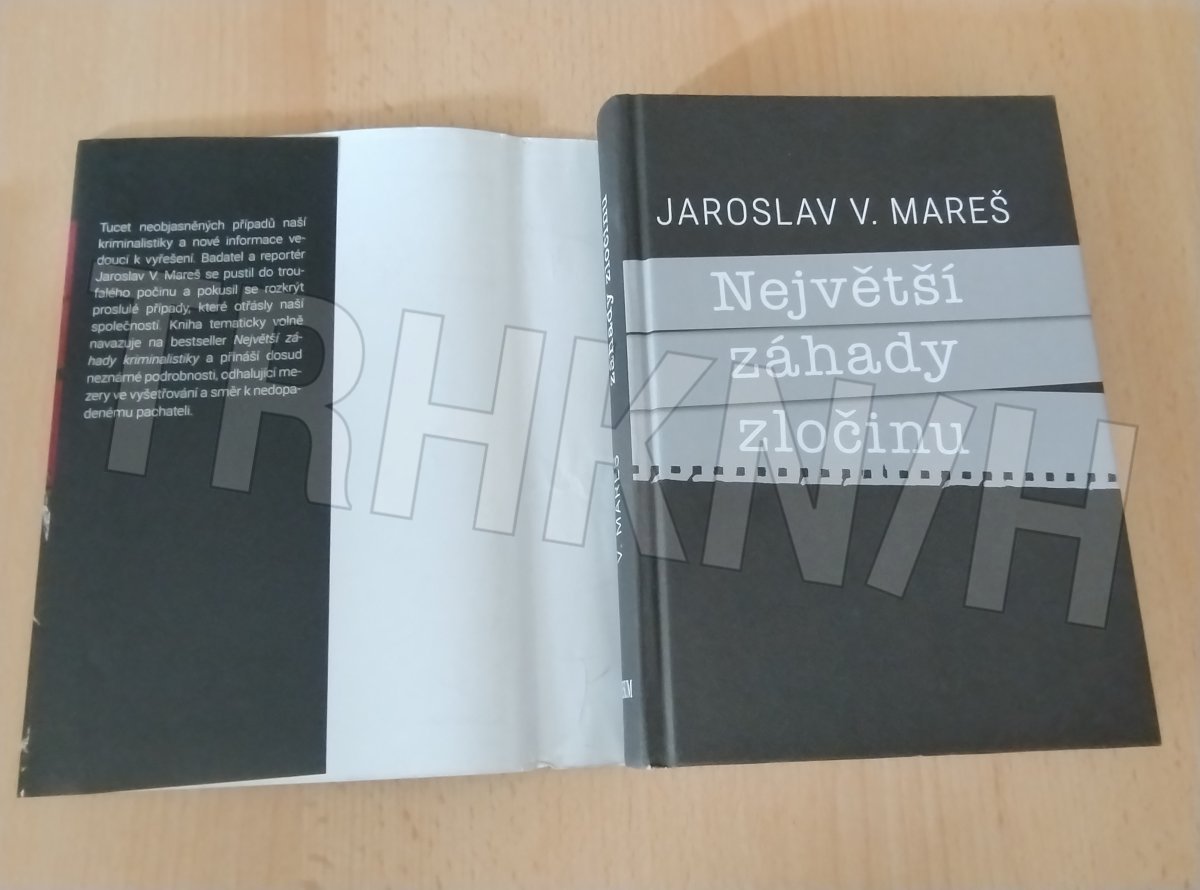 Tucet neobjasněných případů naší
kriminalistiky a nové informace ve-
doucí k vyřešení. Badatel a reportér
Jaroslav V. Mareš se pustil do trou-
falého počinu a pokusil se rozkrýt
proslulé případy, které otřásly naší
společností. Kniha tematicky volně
navazuje na bestseller Největší zá-
hady kriminalistiky a přináší dosud
neznámé podrobnosti, odhalující me-
zery ve vyšetřování a směr k nedopa-
denému pachateli.
záhady zločinu
V. MAREŠ
JAROSLAV V. MAREŠ
Největší
záhady
zločinu
TRHKNIH